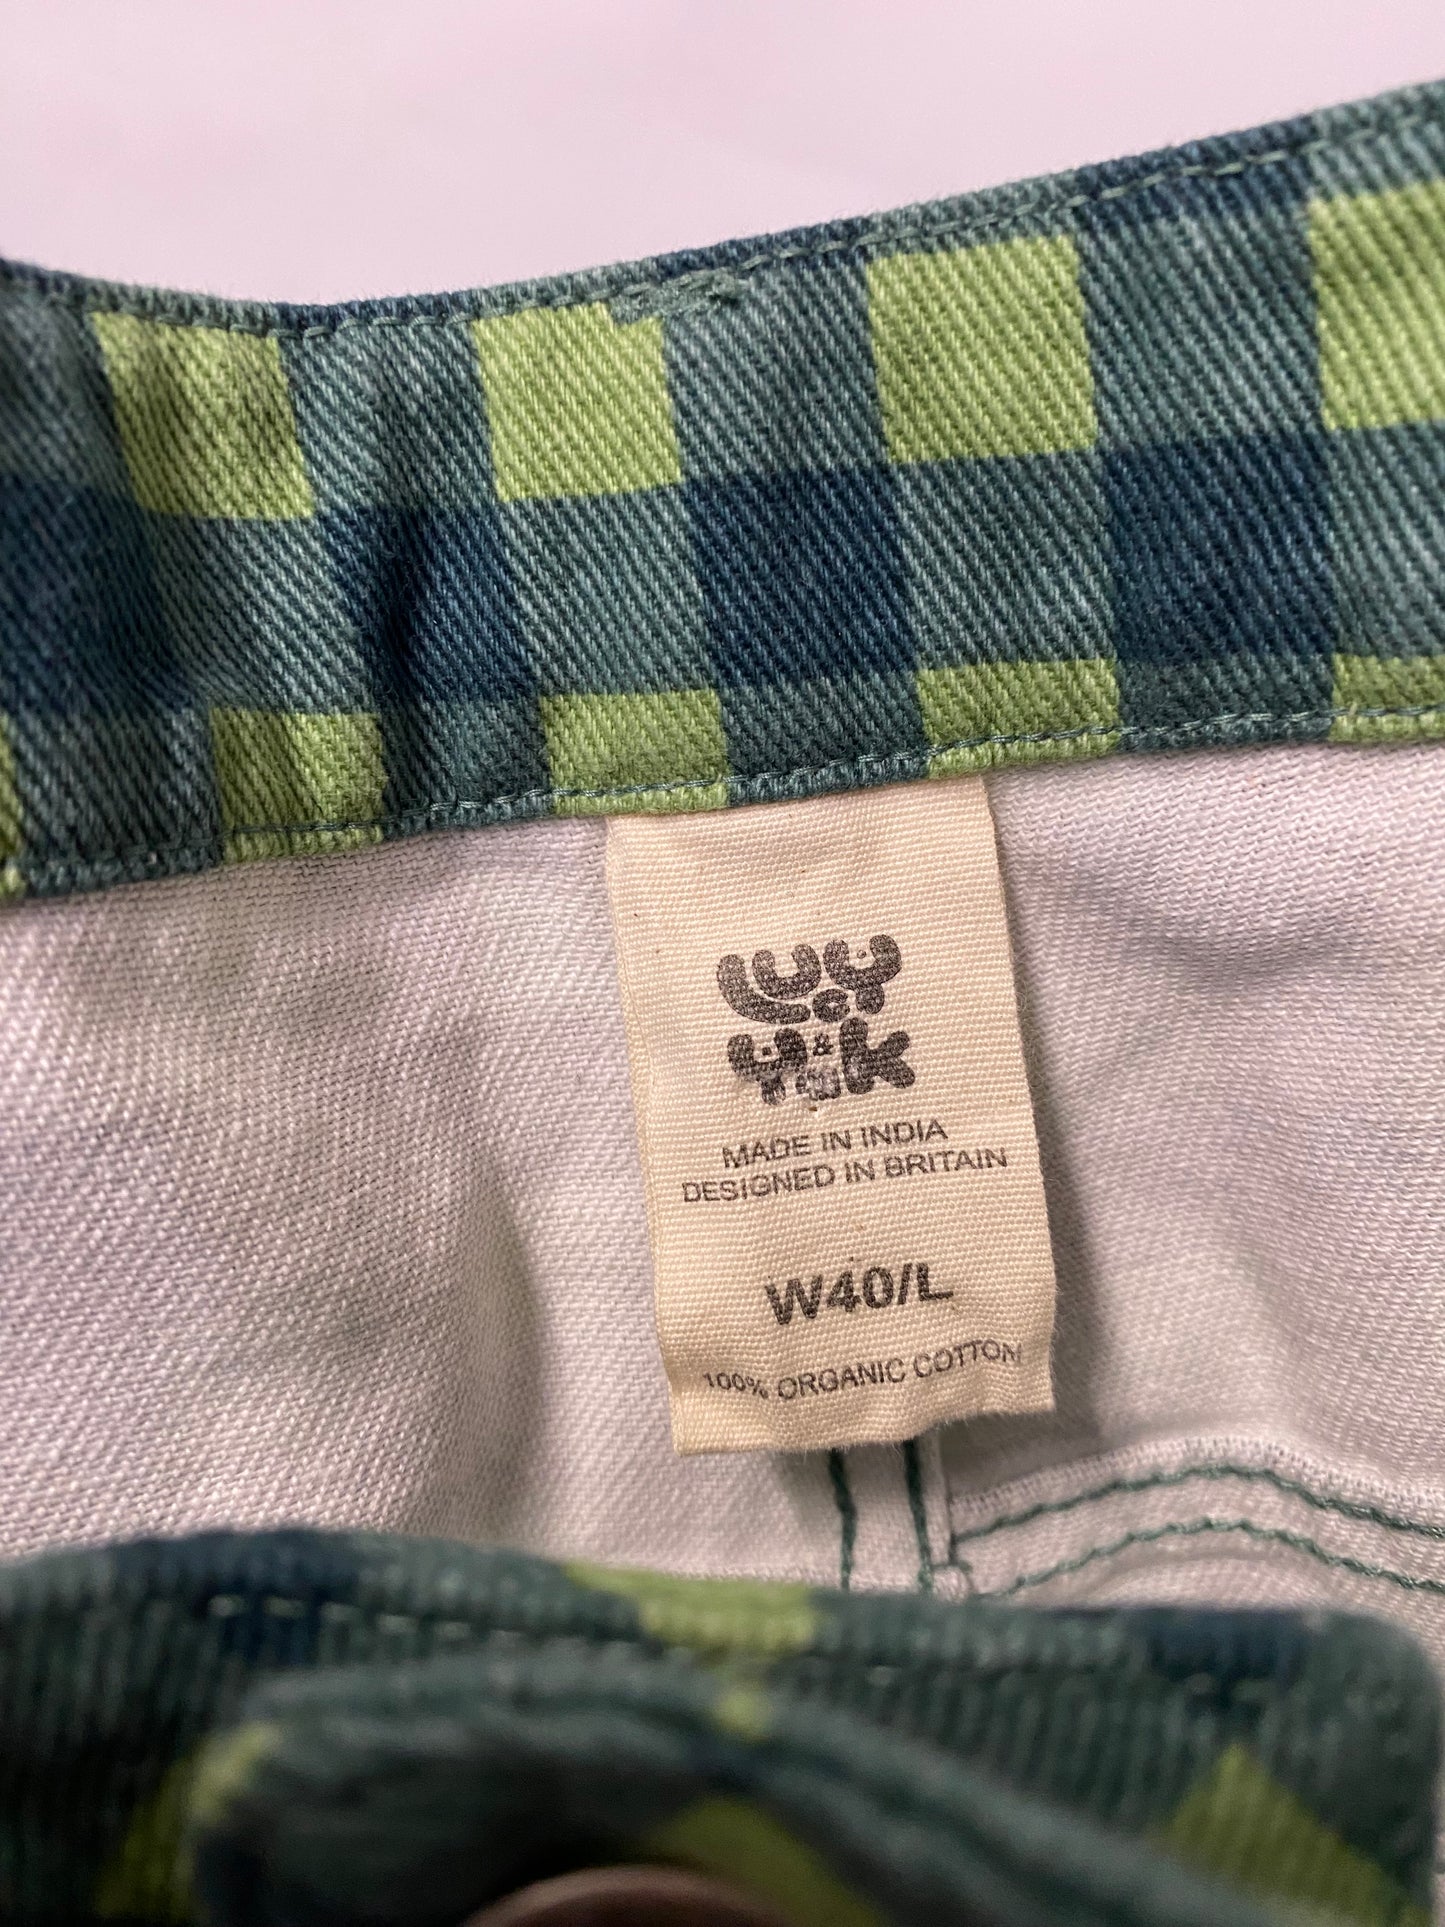 LUCY
& YAK
MADE IN INDIA
DESIGNED IN BRITAIN
W40/L
100% ORGANIC COTTON